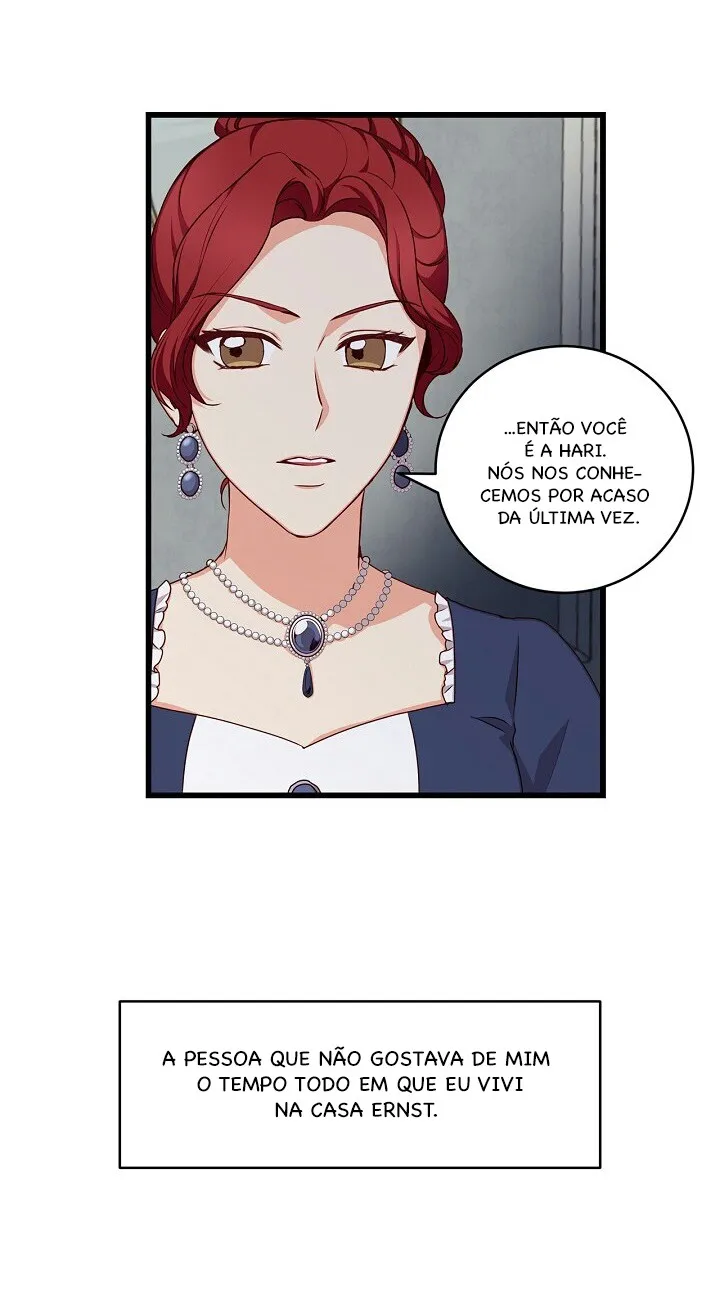 ...ENTÃO VOCÊ
É A HARI.
NÓS NOS CONHE-
CEMOS POR ACASO
DA ÚLTIMA VEZ.
A PESSOA QUE NÃO GOSTAVA DE MIM
O TEMPO TODO EM QUE EU VIVI
NA CASA ERNST.